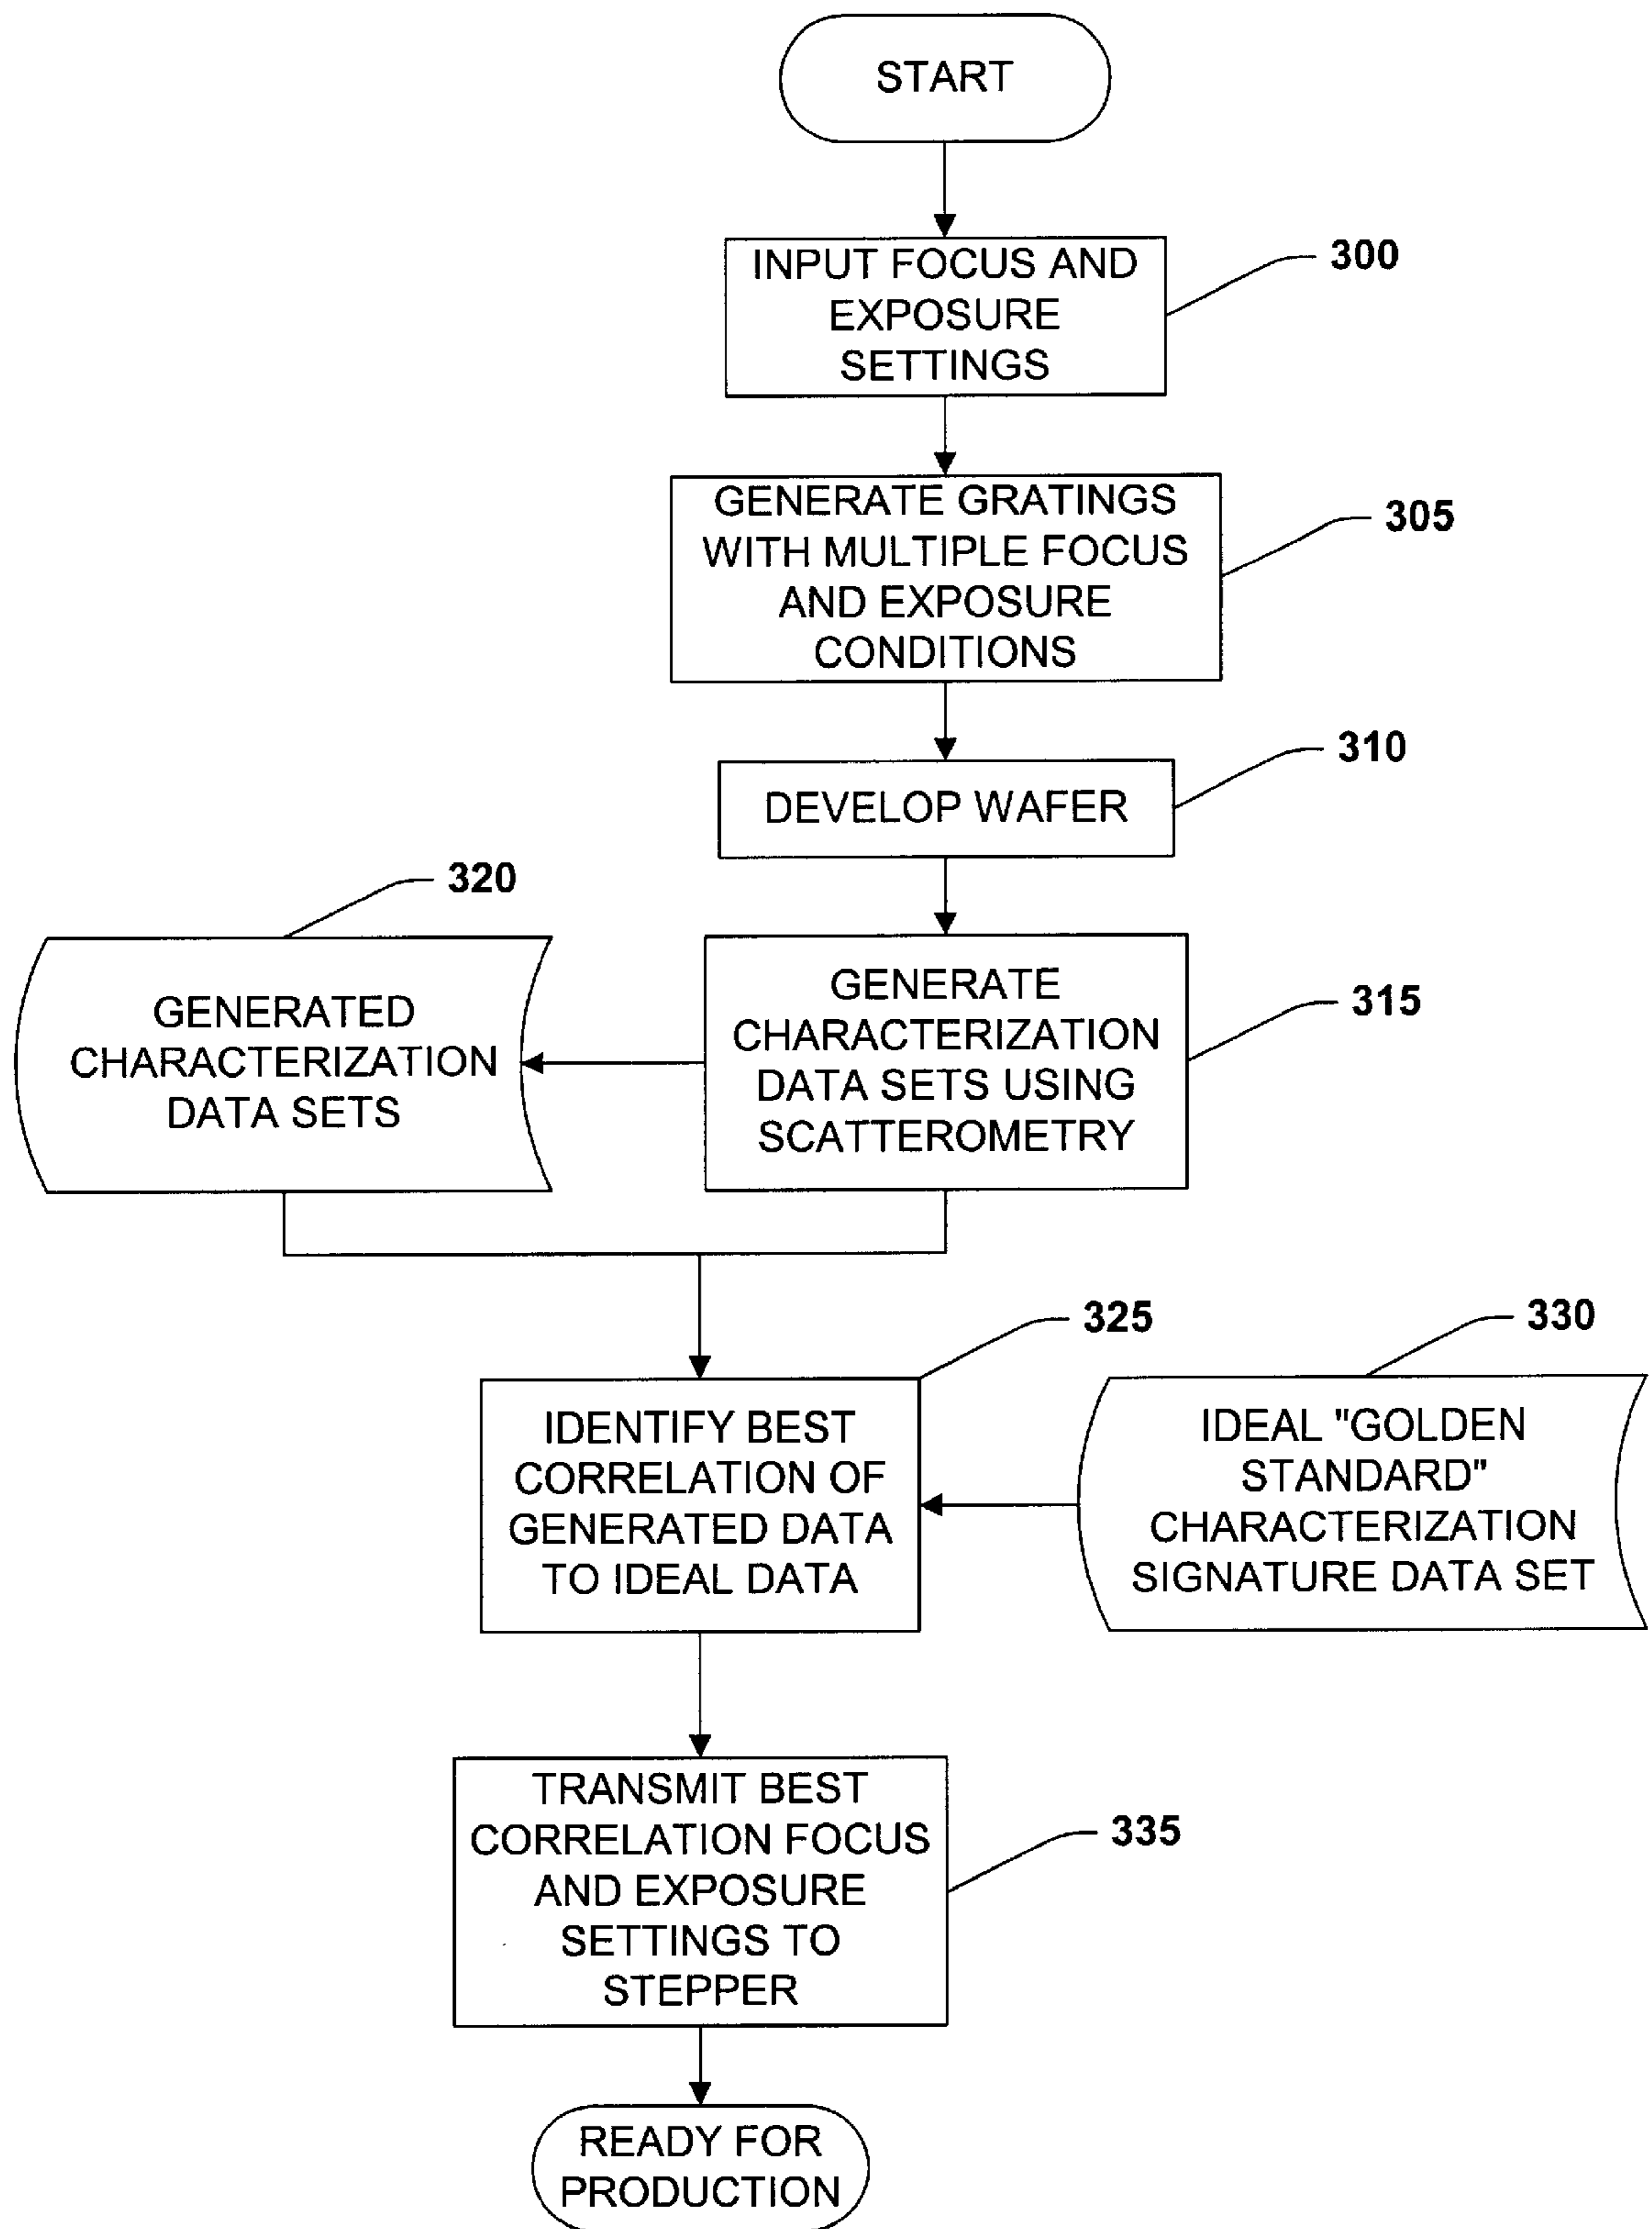 START
INPUT FOCUS AND
EXPOSURE
SETTINGS
300
GENERATE GRATINGS
WITH MULTIPLE FOCUS
AND EXPOSURE
CONDITIONS
305
DEVELOP WAFER
310
320
GENERATED
CHARACTERIZATION
DATA SETS
GENERATE
CHARACTERIZATION
DATA SETS USING
SCATTEROMETRY
315
325
IDENTIFY BEST
CORRELATION OF
GENERATED DATA
TO IDEAL DATA
330
IDEAL "GOLDEN
STANDARD"
CHARACTERIZATION
SIGNATURE DATA SET
TRANSMIT BEST
CORRELATION FOCUS
AND EXPOSURE
SETTINGS TO
STEPPER
335
READY FOR
PRODUCTION